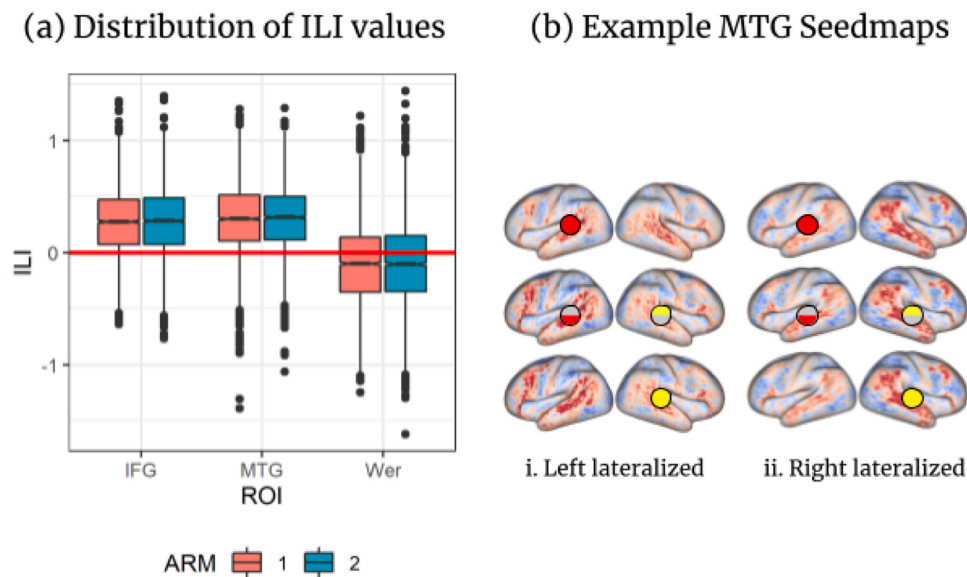 (a) Distribution of ILI values
(b) Example MTG Seedmaps
1
0
-1
ILI
IFG MTG Wer
ROI
ARM 1 2
i. Left lateralized
ii. Right lateralized